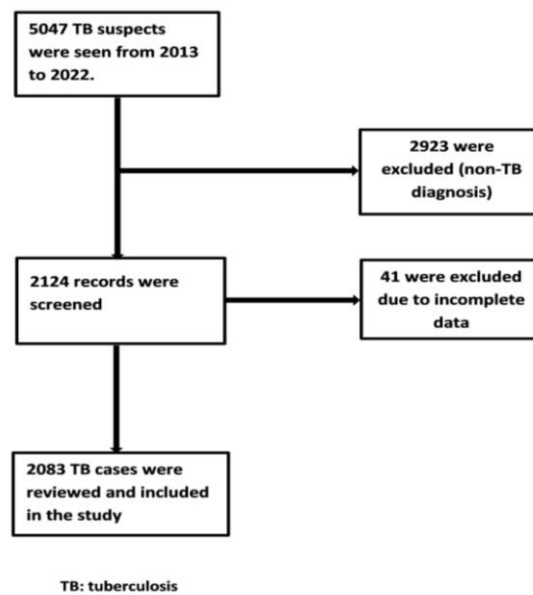 5047 TB suspects
were seen from 2013
to 2022.
2923 were
excluded (non-TB
diagnosis)
2124 records were
screened
41 were excluded
due to incomplete
data
2083 TB cases were
reviewed and included
in the study
TB: tuberculosis